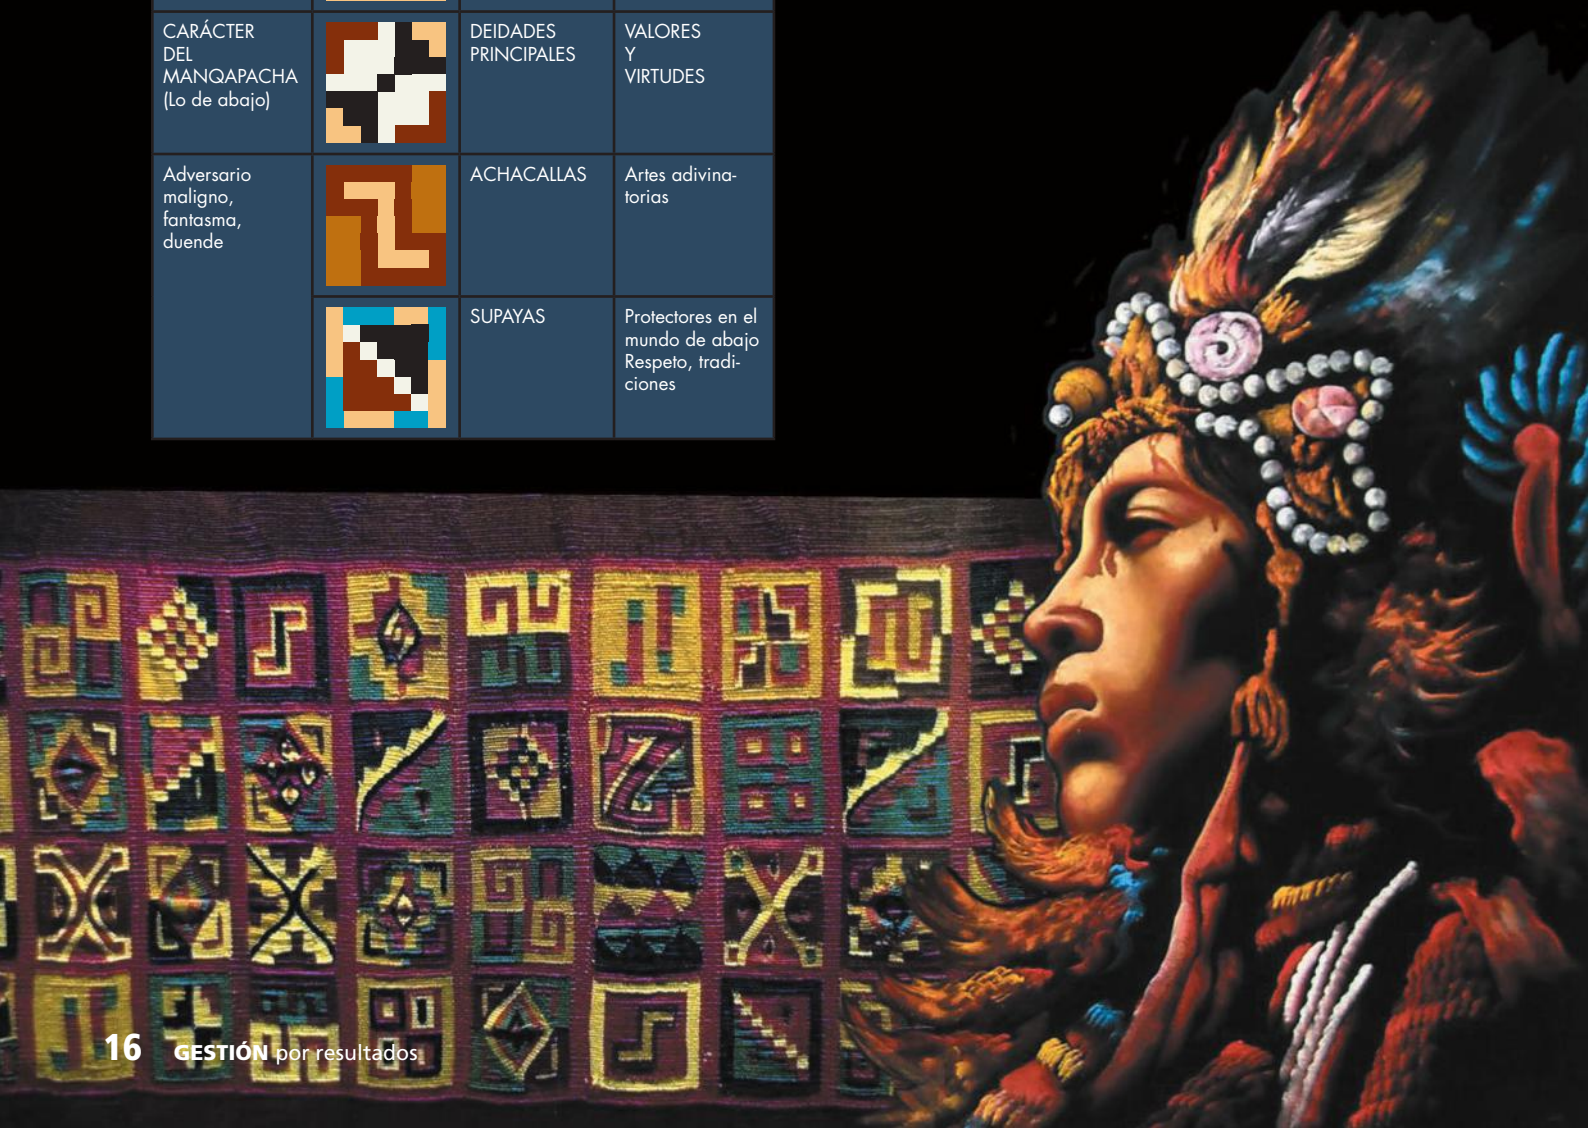 CARÁCTER
DEL
MANQAPACHA
(Lo de abajo)
DEIDADES
PRINCIPALES
VALORES
Y
VIRTUDES
Adversario
maligno,
fantasma,
duende
ACHACALLAS
Artes adivina-
torias
SUPAYAS
Protectores en el
mundo de abajo
Respeto, tradi-
ciones
16 GESTIÓN por resultados